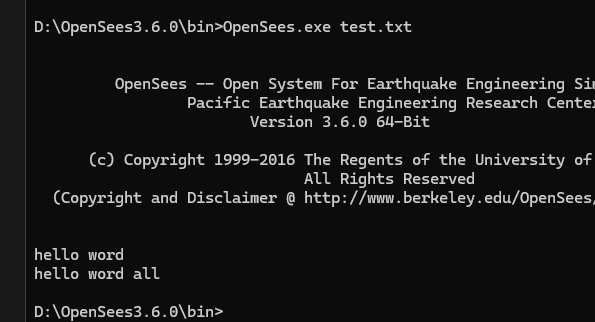 D:\OpenSees3.6.0\bin>OpenSees.exe test.txt
OpenSees -- Open System For Earthquake Engineering
Pacific Earthquake Engineering Research
Version 3.6.0 64-Bit
(c) Copyright 1999-2016 The Regents of the University of
All Rights Reserved
(Copyright and Disclaimer @ http://www.berkeley.edu/OpenSees/
hello word
hello word all
D:\OpenSees3.6.0\bin>